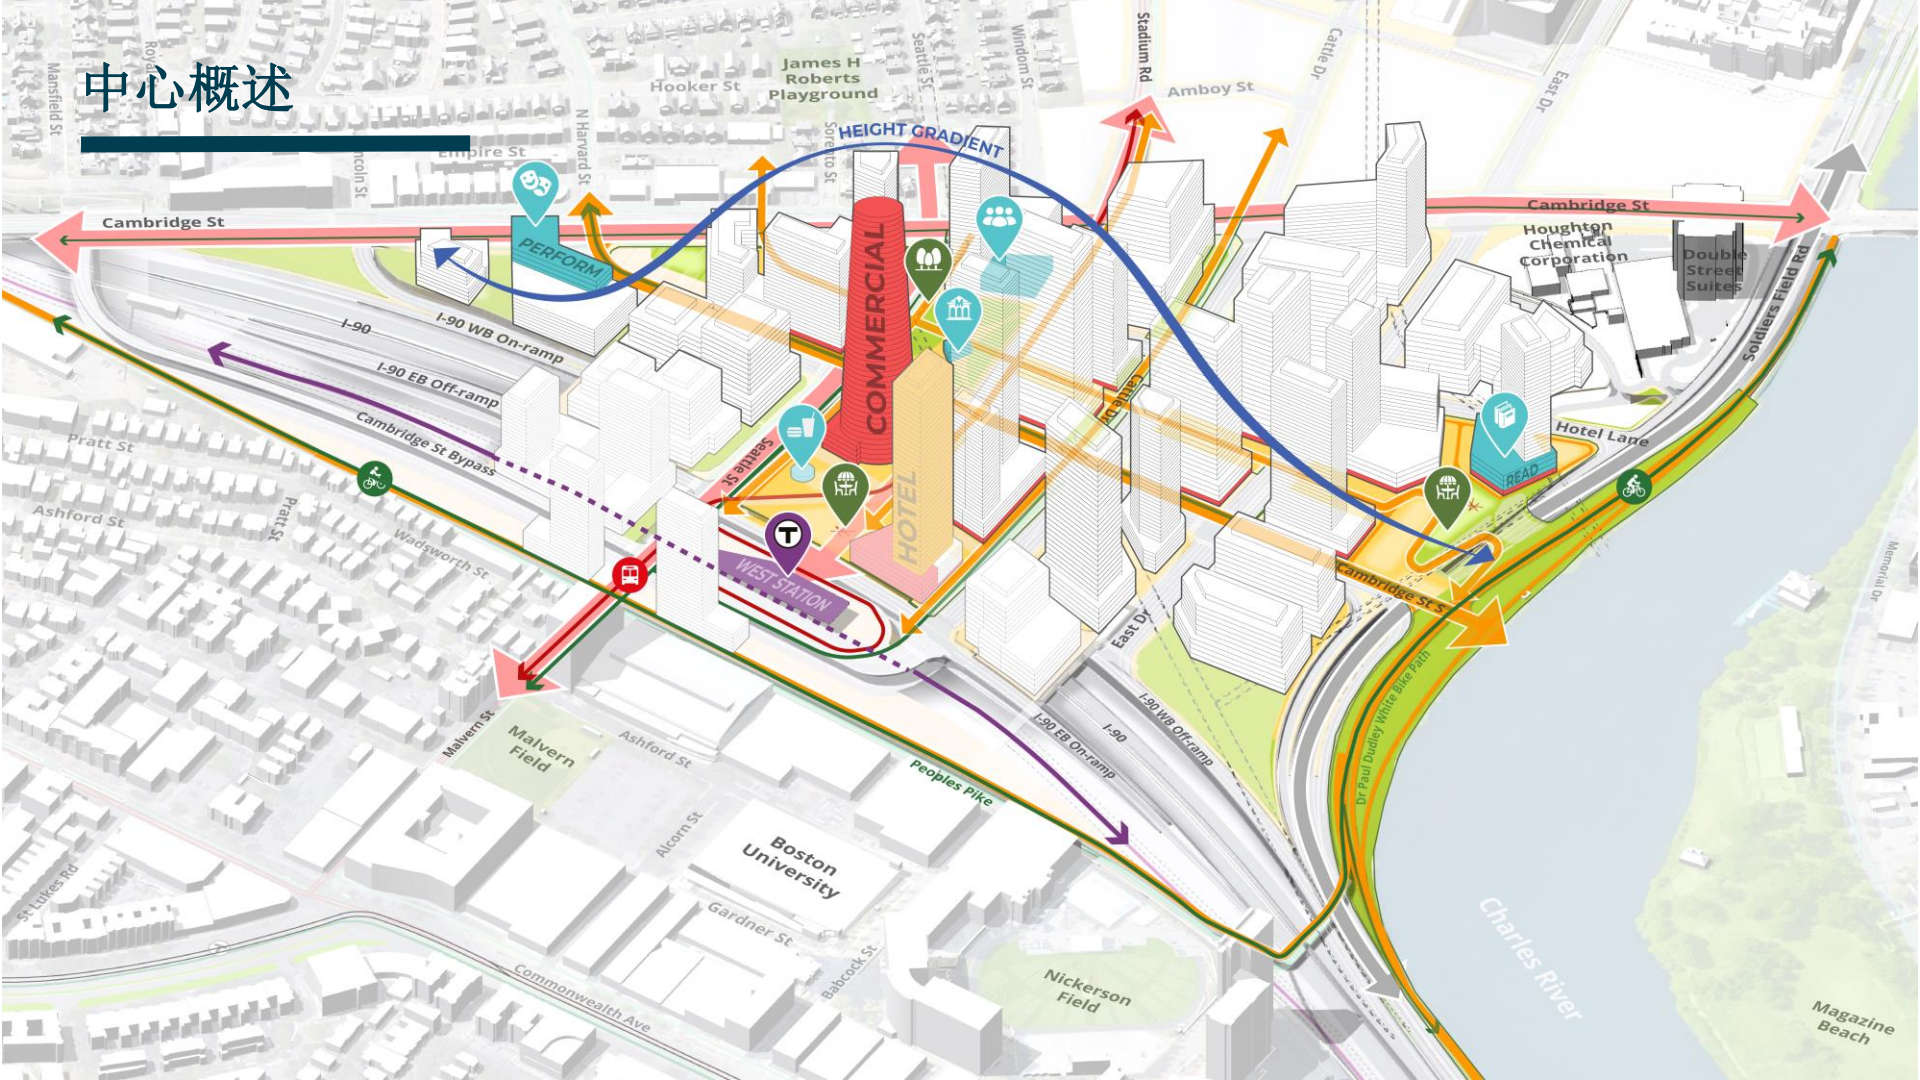 中心概述
Mansfield St
Hooker St
James H
Roberts
Playground
Seattle St
Windom St
Stadium Rd
Cattle Dr
Amboy St
East Dr
N Harvard St
Empire St
Sorrento St
HEIGHT GRADIENT
Cambridge St
Cambridge St
PERFORM
COMMERCIAL
Houghton
Chemical
Corporation
Double
Street
Suites
Soldiers Field Rd
I-90
I-90 WB On-ramp
I-90 EB Off-ramp
Cambridge St Bypass
Cattle Dr
Seattle St
Hotel Lane
READ
HOTEL
Pratt St
Ashford St
Pratt St
Wadsworth St
T
WEST STATION
Cambridge St S
East Dr
Memorial Dr
Malvern St
Malvern
Field
Ashford St
Peoples Pike
I-90 EB On-ramp
I-90
I-90 WB Off-ramp
Dr Paul Dudley White Bike Path
Alcorn St
Boston
University
St Lukes Rd
Gardner St
Babcock St
Commonwealth Ave
Nickerson
Field
Charles River
Magazine
Beach